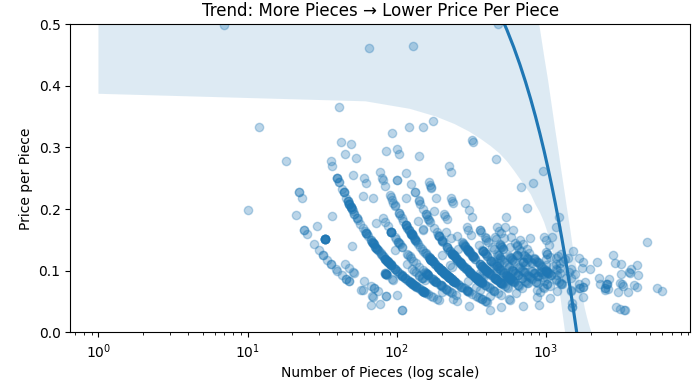 Trend: More Pieces → Lower Price Per Piece
0.5
0.4
0.3
0.2
0.1
0.0
Price per Piece
10⁰ 10¹ 10² 10³
Number of Pieces (log scale)